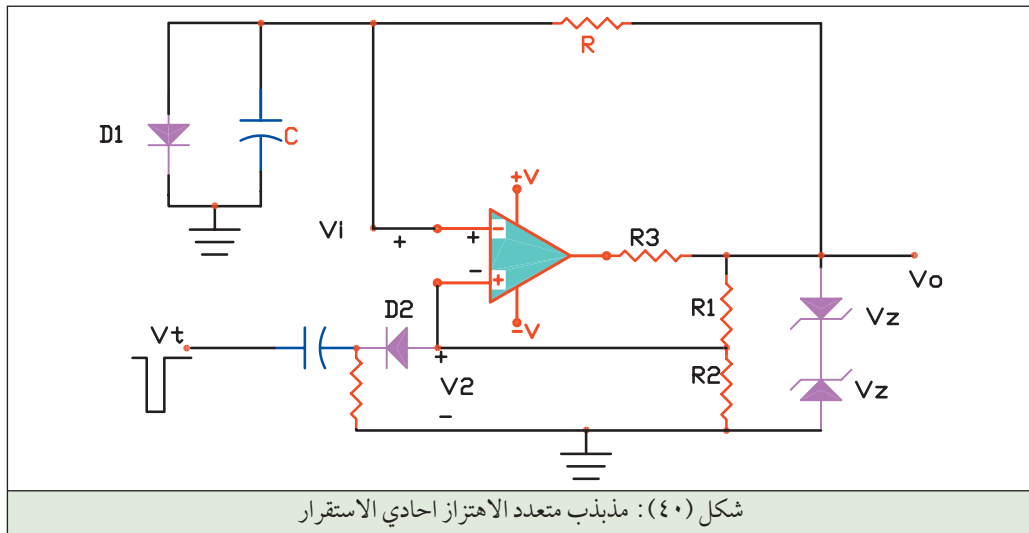 R
D1
C
+V
Vi
+
+
−
R3
−
+
Vo
D2
−V
R1
Vz
Vt
+
V2
−
R2
Vz
شكل (٤٠): مذبذب متعدد الاهتزاز احادي الاستقرار